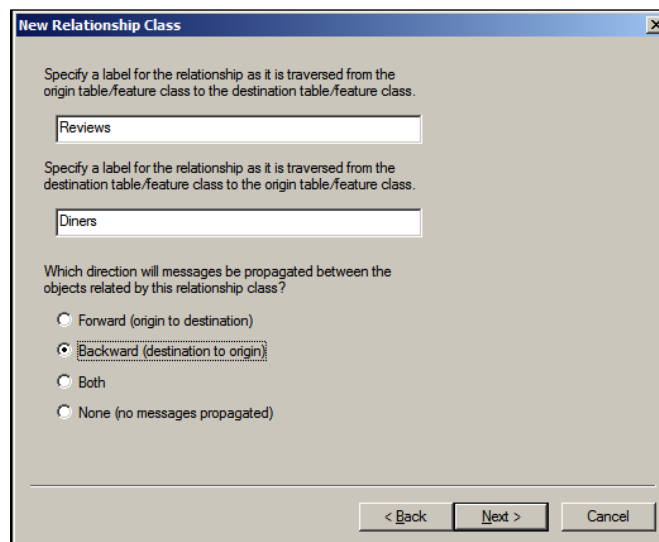 New Relationship Class
Specify a label for the relationship as it is traversed from the
origin table/feature class to the destination table/feature class.
Reviews
Specify a label for the relationship as it is traversed from the
destination table/feature class to the origin table/feature class.
Diners
Which direction will messages be propagated between the
objects related by this relationship class?
Forward (origin to destination)
Backward (destination to origin)
Both
None (no messages propagated)
< Back Next > Cancel